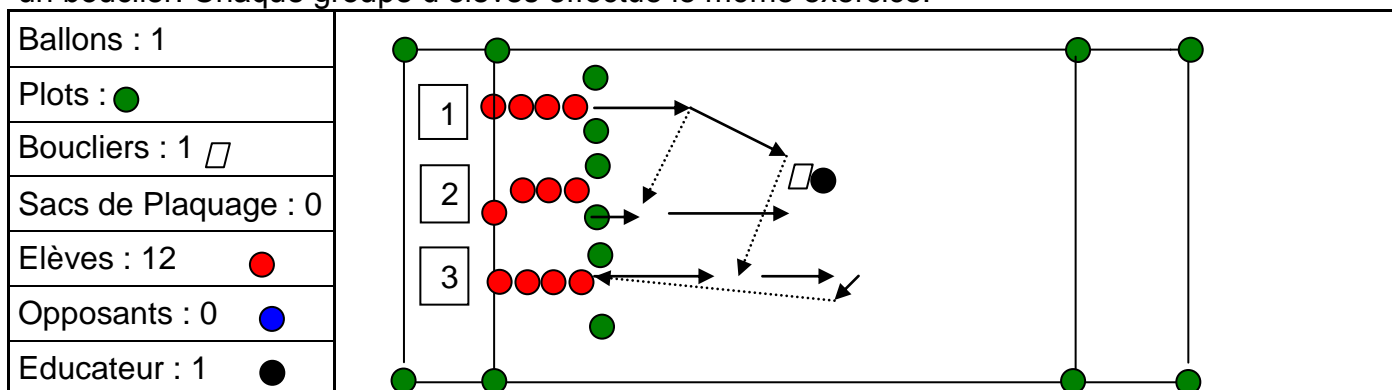 un bouclier. Chaque groupe d'élèves effectue le même exercice.
Ballons : 1
Plots :
Boucliers : 1
Sacs de Plaquage : 0
Elèves : 12
Opposants : 0
Educateur : 1
1
2
3